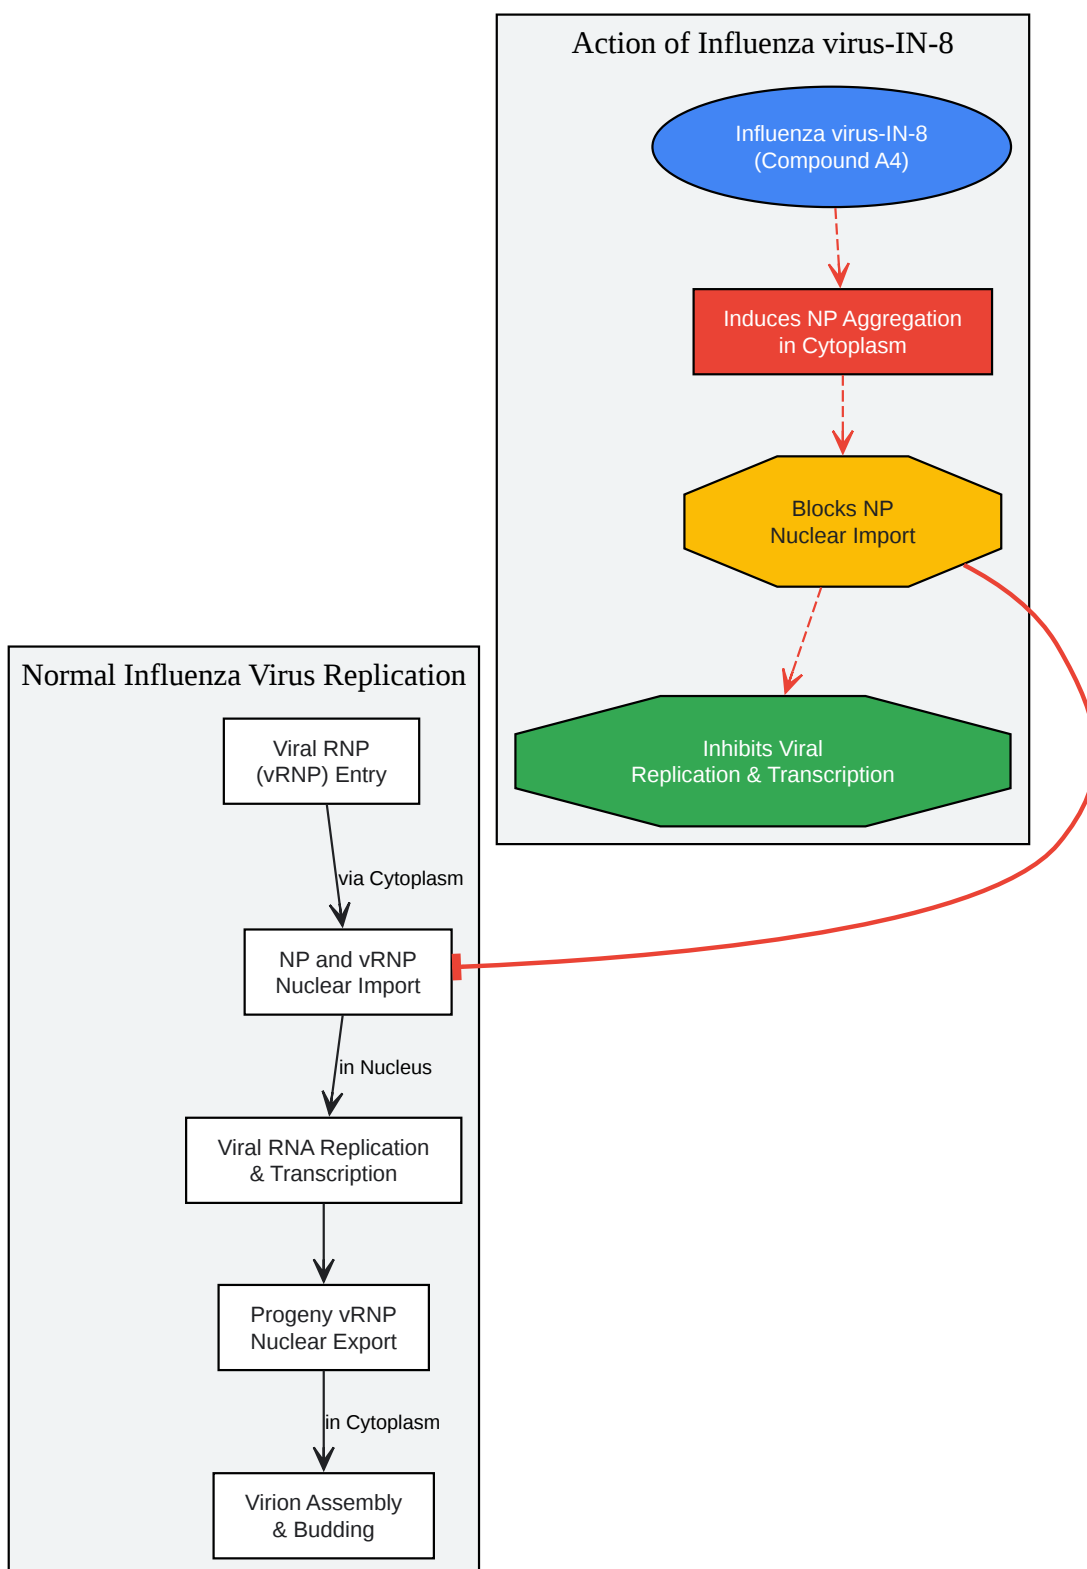 Action of Influenza virus-IN-8
Influenza virus-IN-8
(Compound A4)
Induces NP Aggregation
in Cytoplasm
Blocks NP
Nuclear Import
Inhibits Viral
Replication & Transcription
Normal Influenza Virus Replication
Viral RNP
(vRNP) Entry
via Cytoplasm
NP and vRNP
Nuclear Import
in Nucleus
Viral RNA Replication
& Transcription
Progeny vRNP
Nuclear Export
in Cytoplasm
Virion Assembly
& Budding